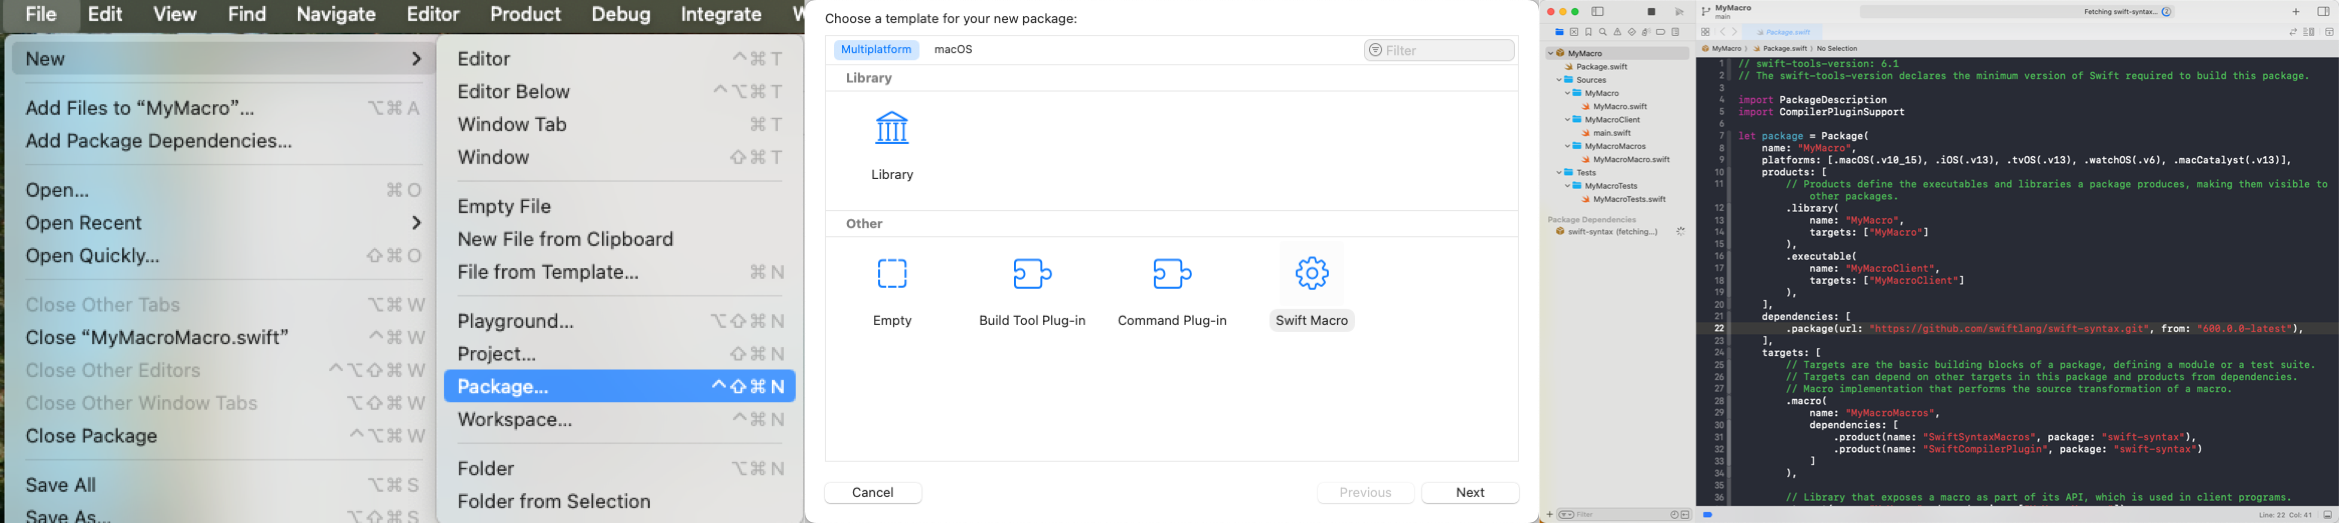 File Edit View Find Navigate Editor Product Debug Integrate
New
Add Files to “MyMacro”... ⌥⌘A
Add Package Dependencies...
Open... ⌘O
Open Recent
Open Quickly... ⇧⌘O
Close Other Tabs ⌥⌘W
Close “MyMacroMacro.swift” ^⌘W
Close Other Editors ^⌥⇧⌘W
Close Other Window Tabs ⌥⇧⌘W
Close Package ^⌥⌘W
Save All ⌥⌘S
Save As... ⌥⇧⌘S
Editor ^⌘T
Editor Below ^⌥⌘T
Window Tab ⌘T
Window ⇧⌘T
Empty File
New File from Clipboard
File from Template... ⌘N
Playground... ⌥⇧⌘N
Project... ⇧⌘N
Package... ^⇧⌘N
Workspace... ^⌘N
Folder ⌥⌘N
Folder from Selection
Choose a template for your new package:
Multiplatform macOS
Filter
Library
Library
Other
Empty Build Tool Plug-in Command Plug-in Swift Macro
Cancel Previous Next
MyMacro
main
Fetching swift-syntax...
Package.swift
MyMacro Package.swift No Selection
MyMacro
Package.swift
Sources
MyMacro
MyMacro.swift
MyMacroClient
main.swift
MyMacroMacros
MyMacroMacro.swift
Tests
MyMacroTests
MyMacroTests.swift
Package Dependencies
swift-syntax (fetching...)
Filter
1 // swift-tools-version: 6.1
2 // The swift-tools-version declares the minimum version of Swift required to build this package.
3
4 import PackageDescription
5 import CompilerPluginSupport
6
7 let package = Package(
8 name: "MyMacro",
9 platforms: [.macOS(.v10_15), .iOS(.v13), .tvOS(.v13), .watchOS(.v6), .macCatalyst(.v13)],
10 products: [
11 // Products define the executables and libraries a package produces, making them visible to
other packages.
12 .library(
13 name: "MyMacro",
14 targets: ["MyMacro"]
15 ),
16 .executable(
17 name: "MyMacroClient",
18 targets: ["MyMacroClient"]
19 ),
20 ],
21 dependencies: [
22 .package(url: "https://github.com/swiftlang/swift-syntax.git", from: "600.0.0-latest"),
23 ],
24 targets: [
25 // Targets are the basic building blocks of a package, defining a module or a test suite.
26 // Targets can depend on other targets in this package and products from dependencies.
27 // Macro implementation that performs the source transformation of a macro.
28 .macro(
29 name: "MyMacroMacros",
30 dependencies: [
31 .product(name: "SwiftSyntaxMacros", package: "swift-syntax"),
32 .product(name: "SwiftCompilerPlugin", package: "swift-syntax")
33 ]
34 ),
35
36 // Library that exposes a macro as part of its API, which is used in client programs.
Line: 22 Col: 41